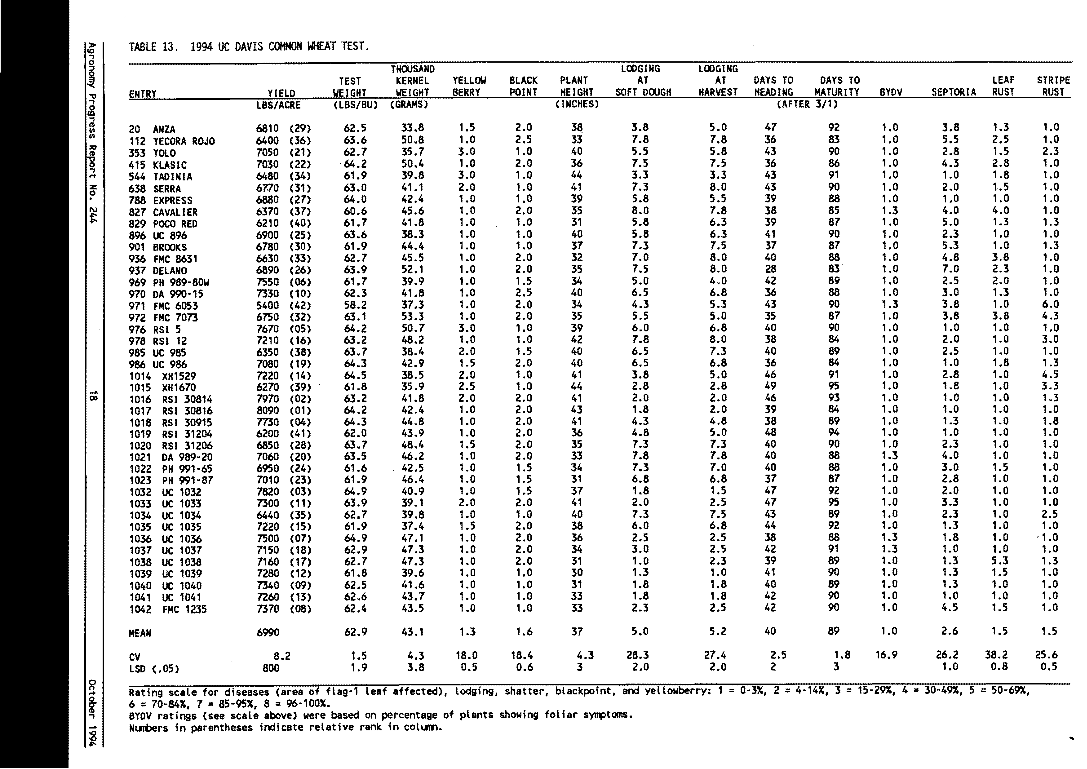 TABLE 13. 1994 UC DAVIS COMMON WHEAT TEST.
THOUSAND LODGING LODGING
TEST KERNEL YELLOW BLACK PLANT AT AT DAYS TO DAYS TO LEAF STRIPE
ENTRY YIELD WEIGHT WEIGHT BERRY POINT HEIGHT SOFT DOUGH HARVEST HEADING MATURITY BYDV SEPTORIA RUST RUST
LBS/ACRE (LBS/BU) (GRAMS) (INCHES) (AFTER 3/1)
20 ANZA 6810 (29) 62.5 33.8 1.5 2.0 38 3.8 5.0 47 92 1.0 3.8 1.3 1.0
112 YECORA ROJO 6400 (36) 63.6 50.8 1.0 2.5 33 7.8 7.8 36 83 1.0 5.5 2.5 1.0
353 YOLO 7050 (21) 62.7 35.7 3.0 1.0 40 5.5 5.8 43 90 1.0 2.8 1.5 2.3
415 KLASIC 7030 (22) 64.2 50.4 1.0 2.0 36 7.5 7.5 36 86 1.0 4.3 2.8 1.0
544 TADINIA 6480 (34) 61.9 39.8 3.0 1.0 44 3.3 3.3 43 91 1.0 1.0 1.8 1.0
638 SERRA 6770 (31) 63.0 41.1 2.0 1.0 41 7.3 8.0 43 90 1.0 2.0 1.5 1.0
788 EXPRESS 6880 (27) 64.0 42.4 1.0 1.0 39 5.8 5.5 39 88 1.0 1.0 1.0 1.0
827 CAVALIER 6370 (37) 60.6 45.6 1.0 2.0 35 8.0 7.8 38 85 1.3 4.0 4.0 1.0
829 POCO RED 6210 (40) 61.7 41.8 1.0 1.0 31 5.8 6.3 39 87 1.0 5.0 1.3 1.3
896 UC 896 6900 (25) 63.6 38.3 1.0 1.0 40 5.8 6.3 41 90 1.0 2.3 1.0 1.0
901 BROOKS 6780 (30) 61.9 44.4 1.0 1.0 37 7.3 7.5 37 87 1.0 5.3 1.0 1.3
936 FMC 8631 6630 (33) 62.7 45.5 1.0 2.0 32 7.0 8.0 40 88 1.0 4.8 3.8 1.0
937 DELANO 6890 (26) 63.9 52.1 1.0 2.0 35 7.5 8.0 28 83 1.0 7.0 2.3 1.0
969 PH 989-80W 7550 (06) 61.7 39.9 1.0 1.5 34 5.0 4.0 42 89 1.0 2.5 2.0 1.0
970 DA 990-15 7330 (10) 62.3 41.8 1.0 2.5 40 6.5 6.8 36 88 1.0 3.0 1.3 1.0
971 FMC 6053 5400 (42) 58.2 37.3 1.0 2.0 34 4.3 5.3 43 90 1.3 3.8 1.0 6.0
972 FMC 7073 6750 (32) 63.1 53.3 1.0 2.0 35 5.5 5.0 35 87 1.0 3.8 3.8 4.3
976 RSI 5 7670 (05) 64.2 50.7 3.0 1.0 39 6.0 6.8 40 90 1.0 1.0 1.0 1.0
978 RSI 12 7210 (16) 63.2 48.2 1.0 1.0 42 7.8 8.0 38 84 1.0 2.0 1.0 3.0
985 UC 985 6350 (38) 63.7 38.4 2.0 1.5 40 6.5 7.3 40 89 1.0 2.5 1.0 1.0
986 UC 986 7080 (19) 64.3 42.9 1.5 2.0 40 6.5 6.8 36 84 1.0 1.0 1.8 1.3
1014 XH1529 7220 (14) 64.5 38.5 2.0 1.0 41 3.8 5.0 46 91 1.0 2.8 1.0 4.5
1015 XH1670 6270 (39) 61.8 35.9 2.5 1.0 44 2.8 2.8 49 95 1.0 1.8 1.0 3.3
1016 RSI 30814 7970 (02) 63.2 41.8 2.0 2.0 41 2.0 2.0 46 93 1.0 1.0 1.0 1.3
1017 RSI 30816 8090 (01) 64.2 42.4 1.0 2.0 43 1.8 2.0 39 84 1.0 1.0 1.0 1.0
1018 RSI 30915 7730 (04) 64.3 44.8 1.0 2.0 41 4.3 4.8 38 89 1.0 1.3 1.0 1.8
1019 RSI 31204 6200 (41) 62.0 43.9 1.0 2.0 36 4.8 5.0 48 94 1.0 1.0 1.0 1.0
1020 RSI 31206 6850 (28) 63.7 48.4 1.5 2.0 35 7.3 7.3 40 90 1.0 2.3 1.0 1.0
1021 DA 989-20 7060 (20) 63.5 46.2 1.0 2.0 33 7.8 7.8 40 88 1.3 4.0 1.0 1.0
1022 PH 991-65 6950 (24) 61.6 42.5 1.0 1.5 34 7.3 7.0 40 88 1.0 3.0 1.5 1.0
1023 PH 991-87 7010 (23) 61.9 46.4 1.0 1.5 31 6.8 6.8 37 87 1.0 2.8 1.0 1.0
1032 UC 1032 7820 (03) 64.9 40.9 1.0 1.5 37 1.8 1.5 47 92 1.0 2.0 1.0 1.0
1033 UC 1033 7300 (11) 63.9 39.1 2.0 2.0 41 2.0 2.5 47 95 1.0 3.3 1.0 1.0
1034 UC 1034 6440 (35) 62.7 39.8 1.0 1.0 40 7.3 7.5 43 89 1.0 2.3 1.0 2.5
1035 UC 1035 7220 (15) 61.9 37.4 1.5 2.0 38 6.0 6.8 44 92 1.0 1.3 1.0 1.0
1036 UC 1036 7500 (07) 64.9 47.1 1.0 2.0 36 2.5 2.5 38 88 1.3 1.8 1.0 1.0
1037 UC 1037 7150 (18) 62.9 47.3 1.0 2.0 34 3.0 2.5 42 91 1.3 1.0 1.0 1.0
1038 UC 1038 7160 (17) 62.7 47.3 1.0 2.0 31 1.0 2.3 39 89 1.0 1.3 5.3 1.3
1039 UC 1039 7280 (12) 61.8 39.6 1.0 1.0 30 1.3 1.0 41 90 1.0 1.3 1.5 1.0
1040 UC 1040 7340 (09) 62.5 41.6 1.0 1.0 31 1.8 1.8 40 89 1.0 1.3 1.0 1.0
1041 UC 1041 7260 (13) 62.6 43.7 1.0 1.0 33 1.8 1.8 42 90 1.0 1.0 1.0 1.0
1042 FMC 1235 7370 (08) 62.4 43.5 1.0 1.0 33 2.3 2.5 42 90 1.0 4.5 1.5 1.0
MEAN 6990 62.9 43.1 1.3 1.6 37 5.0 5.2 40 89 1.0 2.6 1.5 1.5
CV 8.2 1.5 4.3 18.0 18.4 4.3 28.3 27.4 2.5 1.8 16.9 26.2 38.2 25.6
LSD (.05) 800 1.9 3.8 0.5 0.6 3 2.0 2.0 2 3 1.0 0.8 0.5
Rating scale for diseases (area of flag-1 leaf affected), lodging, shatter, blackpoint, and yellowberry: 1 = 0-3%, 2 = 4-14%, 3 = 15-29%, 4 = 30-49%, 5 = 50-69%,
6 = 70-84%, 7 = 85-95%, 8 = 96-100%.
BYDV ratings (see scale above) were based on percentage of plants showing foliar symptoms.
Numbers in parentheses indicate relative rank in column.
Agronomy Progress Report No. 244
18
October 1994